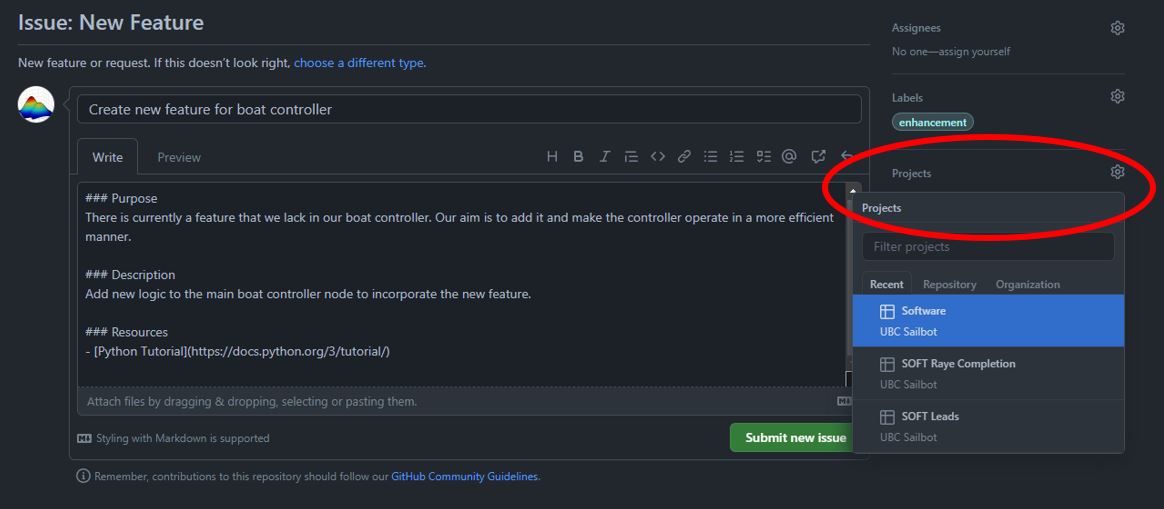 Issue: New Feature
New feature or request. If this doesn’t look right, choose a different type.
Create new feature for boat controller
Write
Preview
### Purpose
There is currently a feature that we lack in our boat controller. Our aim is to add it and make the controller operate in a more efficient
manner.
### Description
Add new logic to the main boat controller node to incorporate the new feature.
### Resources
- [Python Tutorial](https://docs.python.org/3/tutorial/)
Attach files by dragging & dropping, selecting or pasting them.
Styling with Markdown is supported
Submit new issue
Remember, contributions to this repository should follow our GitHub Community Guidelines.
Assignees
No one—assign yourself
Labels
enhancement
Projects
Projects
Filter projects
Recent
Repository
Organization
Software
UBC Sailbot
SOFT Raye Completion
UBC Sailbot
SOFT Leads
UBC Sailbot